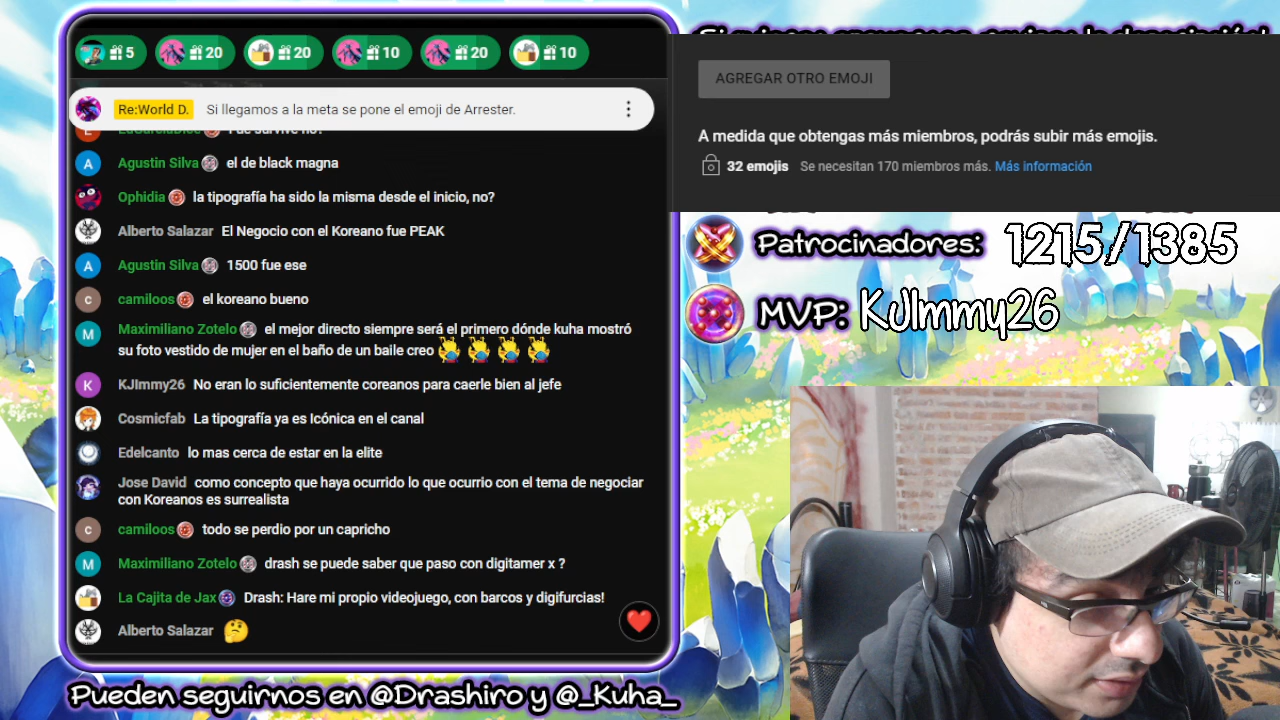 5 20 20 10 20 10
Re:World D. Si llegamos a la meta se pone el emoji de Arrester.
Agustin Silva el de black magna
Ophidia la tipografía ha sido la misma desde el inicio, no?
Alberto Salazar El Negocio con el Koreano fue PEAK
Agustin Silva 1500 fue ese
camiloos el koreano bueno
Maximiliano Zotelo el mejor directo siempre será el primero dónde kuha mostró
su foto vestido de mujer en el baño de un baile creo
KJImmy26 No eran lo suficientemente coreanos para caerle bien al jefe
Cosmicfab La tipografía ya es Icónica en el canal
Edelcanto lo mas cerca de estar en la elite
Jose David como concepto que haya ocurrido lo que ocurrio con el tema de negociar
con Koreanos es surrealista
camiloos todo se perdio por un capricho
Maximiliano Zotelo drash se puede saber que paso con digitamer x ?
La Cajita de Jax Drash: Hare mi propio videojuego, con barcos y digifurcias!
Alberto Salazar
Pueden seguirnos en @Drashiro y @_Kuha_
AGREGAR OTRO EMOJI
A medida que obtengas más miembros, podrás subir más emojis.
32 emojis Se necesitan 170 miembros más. Más información
Patrocinadores: 1215/1385
MVP: KJImmy26